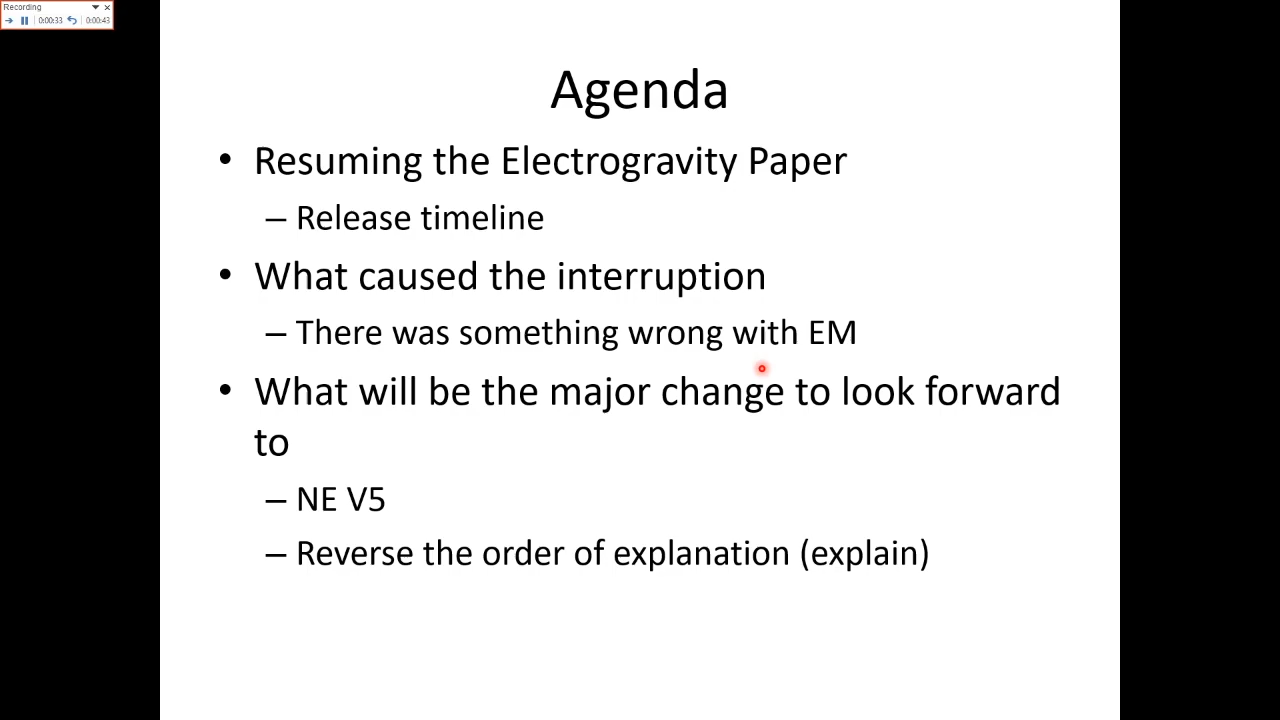 Recording
0:00:33
0:00:43
Agenda
• Resuming the Electrogravity Paper
– Release timeline
• What caused the interruption
– There was something wrong with EM
• What will be the major change to look forward
to
– NE V5
– Reverse the order of explanation (explain)